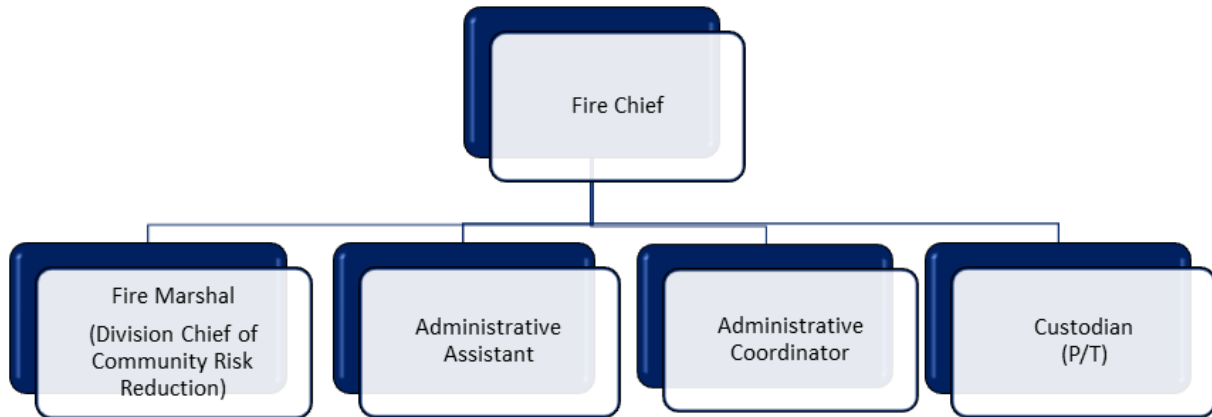 Fire Chief
Fire Marshal
(Division Chief of
Community Risk
Reduction)
Administrative
Assistant
Administrative
Coordinator
Custodian
(P/T)